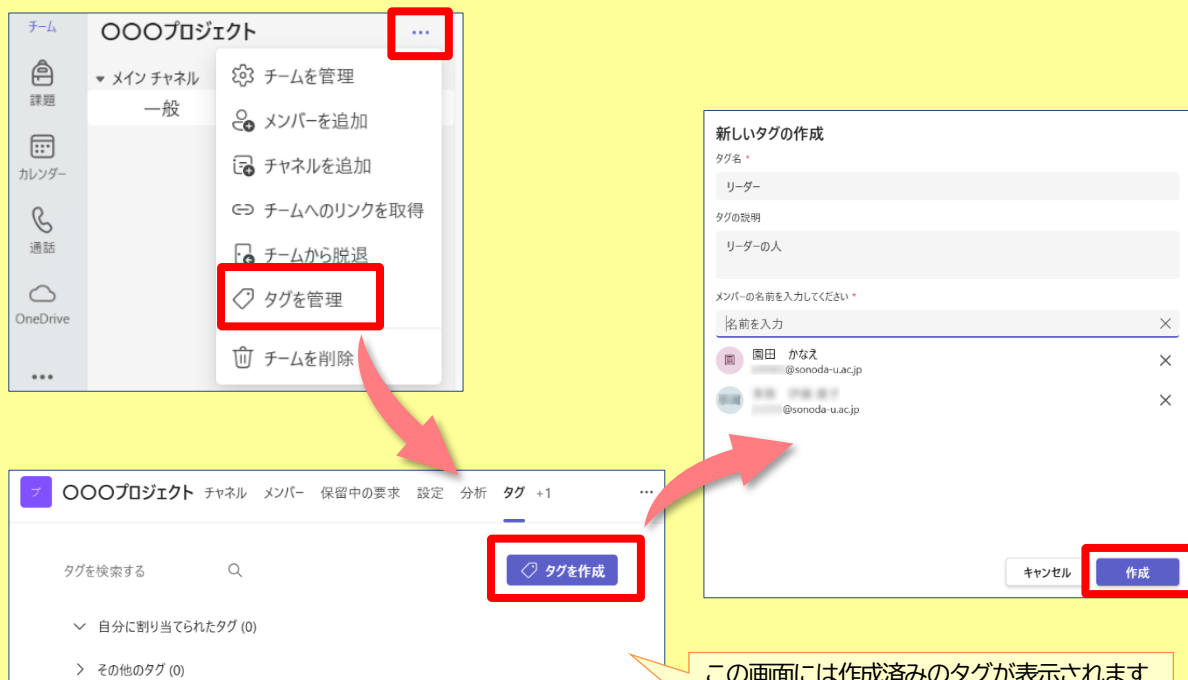 チーム
〇〇〇プロジェクト
…
課題
メイン チャネル
一般
カレンダー
通話
OneDrive
…
チームを管理
メンバーを追加
チャネルを追加
チームへのリンクを取得
チームから脱退
タグを管理
チームを削除
プ 〇〇〇プロジェクト チャネル メンバー 保留中の要求 設定 分析 タグ +1 …
タグを検索する
タグを作成
自分に割り当てられたタグ (0)
その他のタグ (0)
新しいタグの作成
タグ名 *
リーダー
タグの説明
リーダーの人
メンバーの名前を入力してください *
名前を入力
園 園田 かなえ
@sonoda-u.ac.jp
@sonoda-u.ac.jp
キャンセル 作成
この画面には作成済みのタグが表示されます